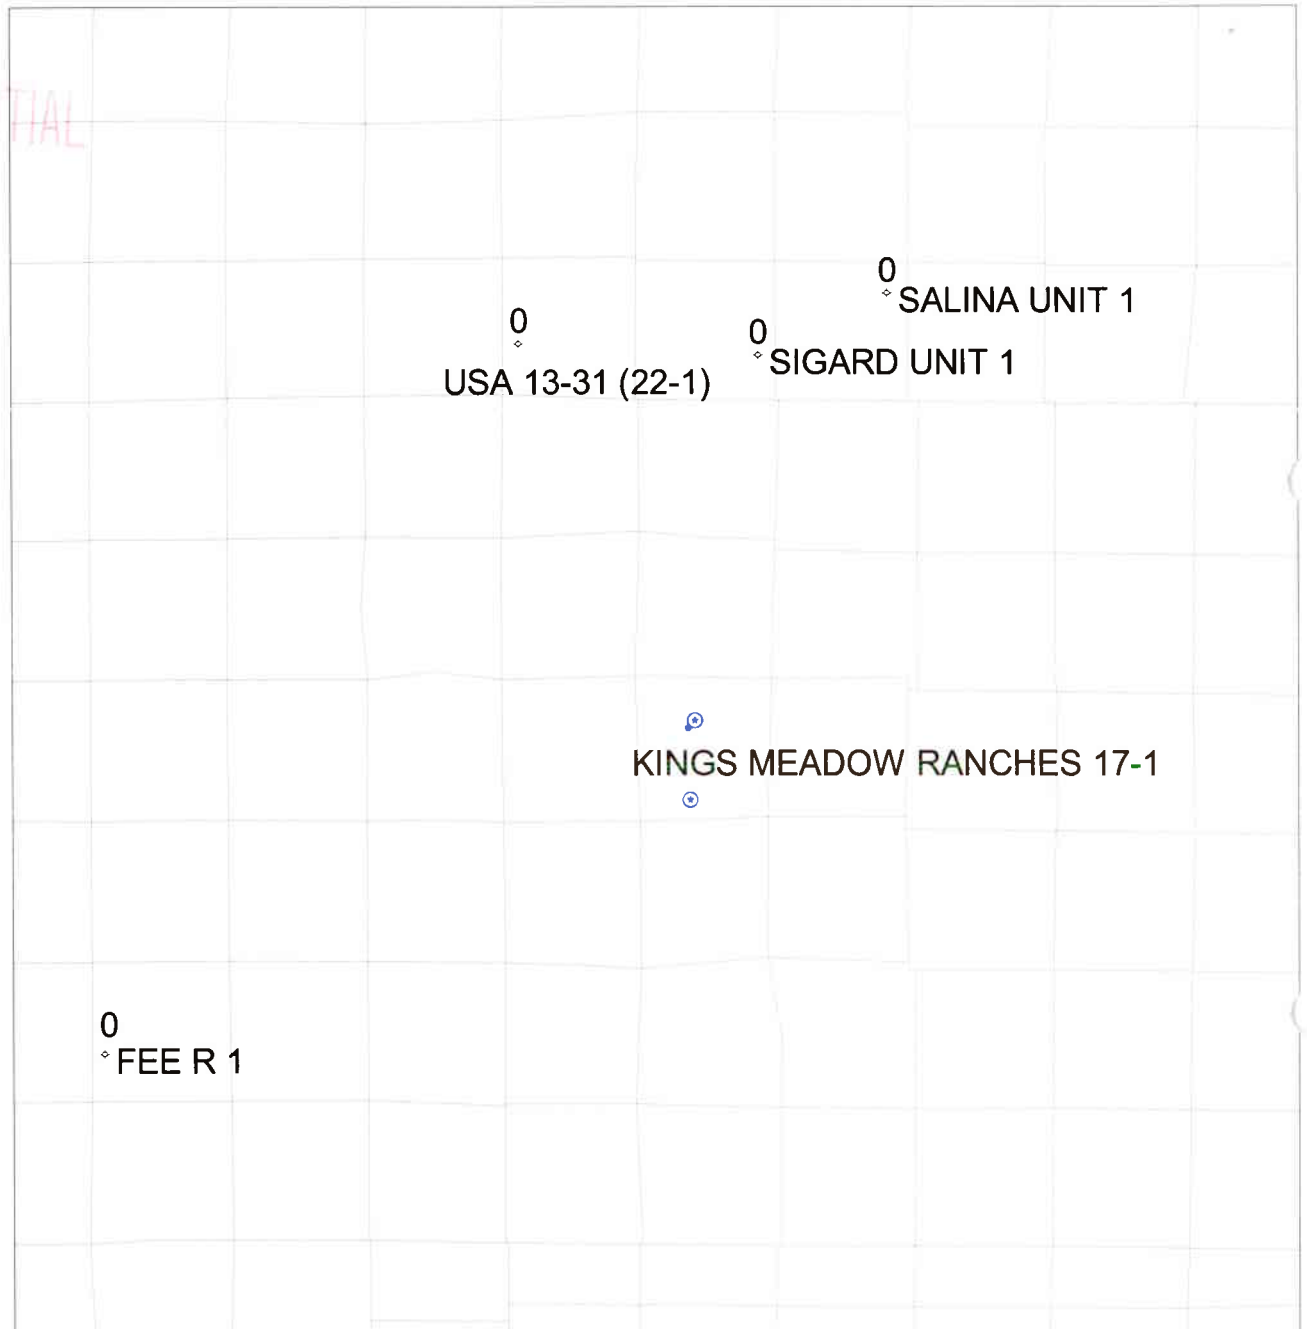 TIAL
0
SALINA UNIT 1
0
USA 13-31 (22-1)
0
SIGARD UNIT 1
KINGS MEADOW RANCHES 17-1
0
FEE R 1